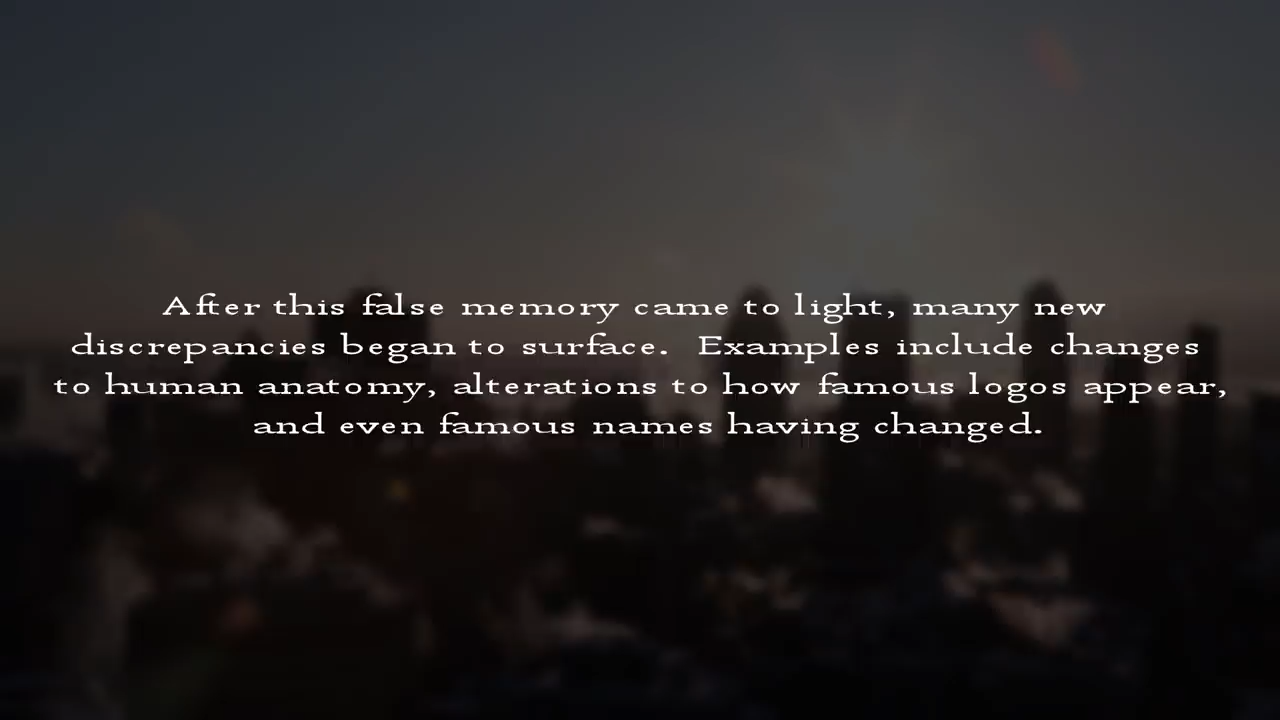 After this false memory came to light, many new
discrepancies began to surface.  Examples include changes
to human anatomy, alterations to how famous logos appear,
and even famous names having changed.